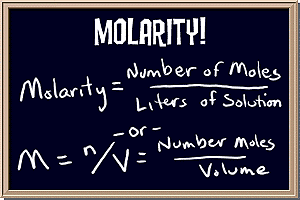 MOLARITY!
Molarity = Number of Moles / Liters of Solution
- or -
M = n/V = Number Moles / Volume